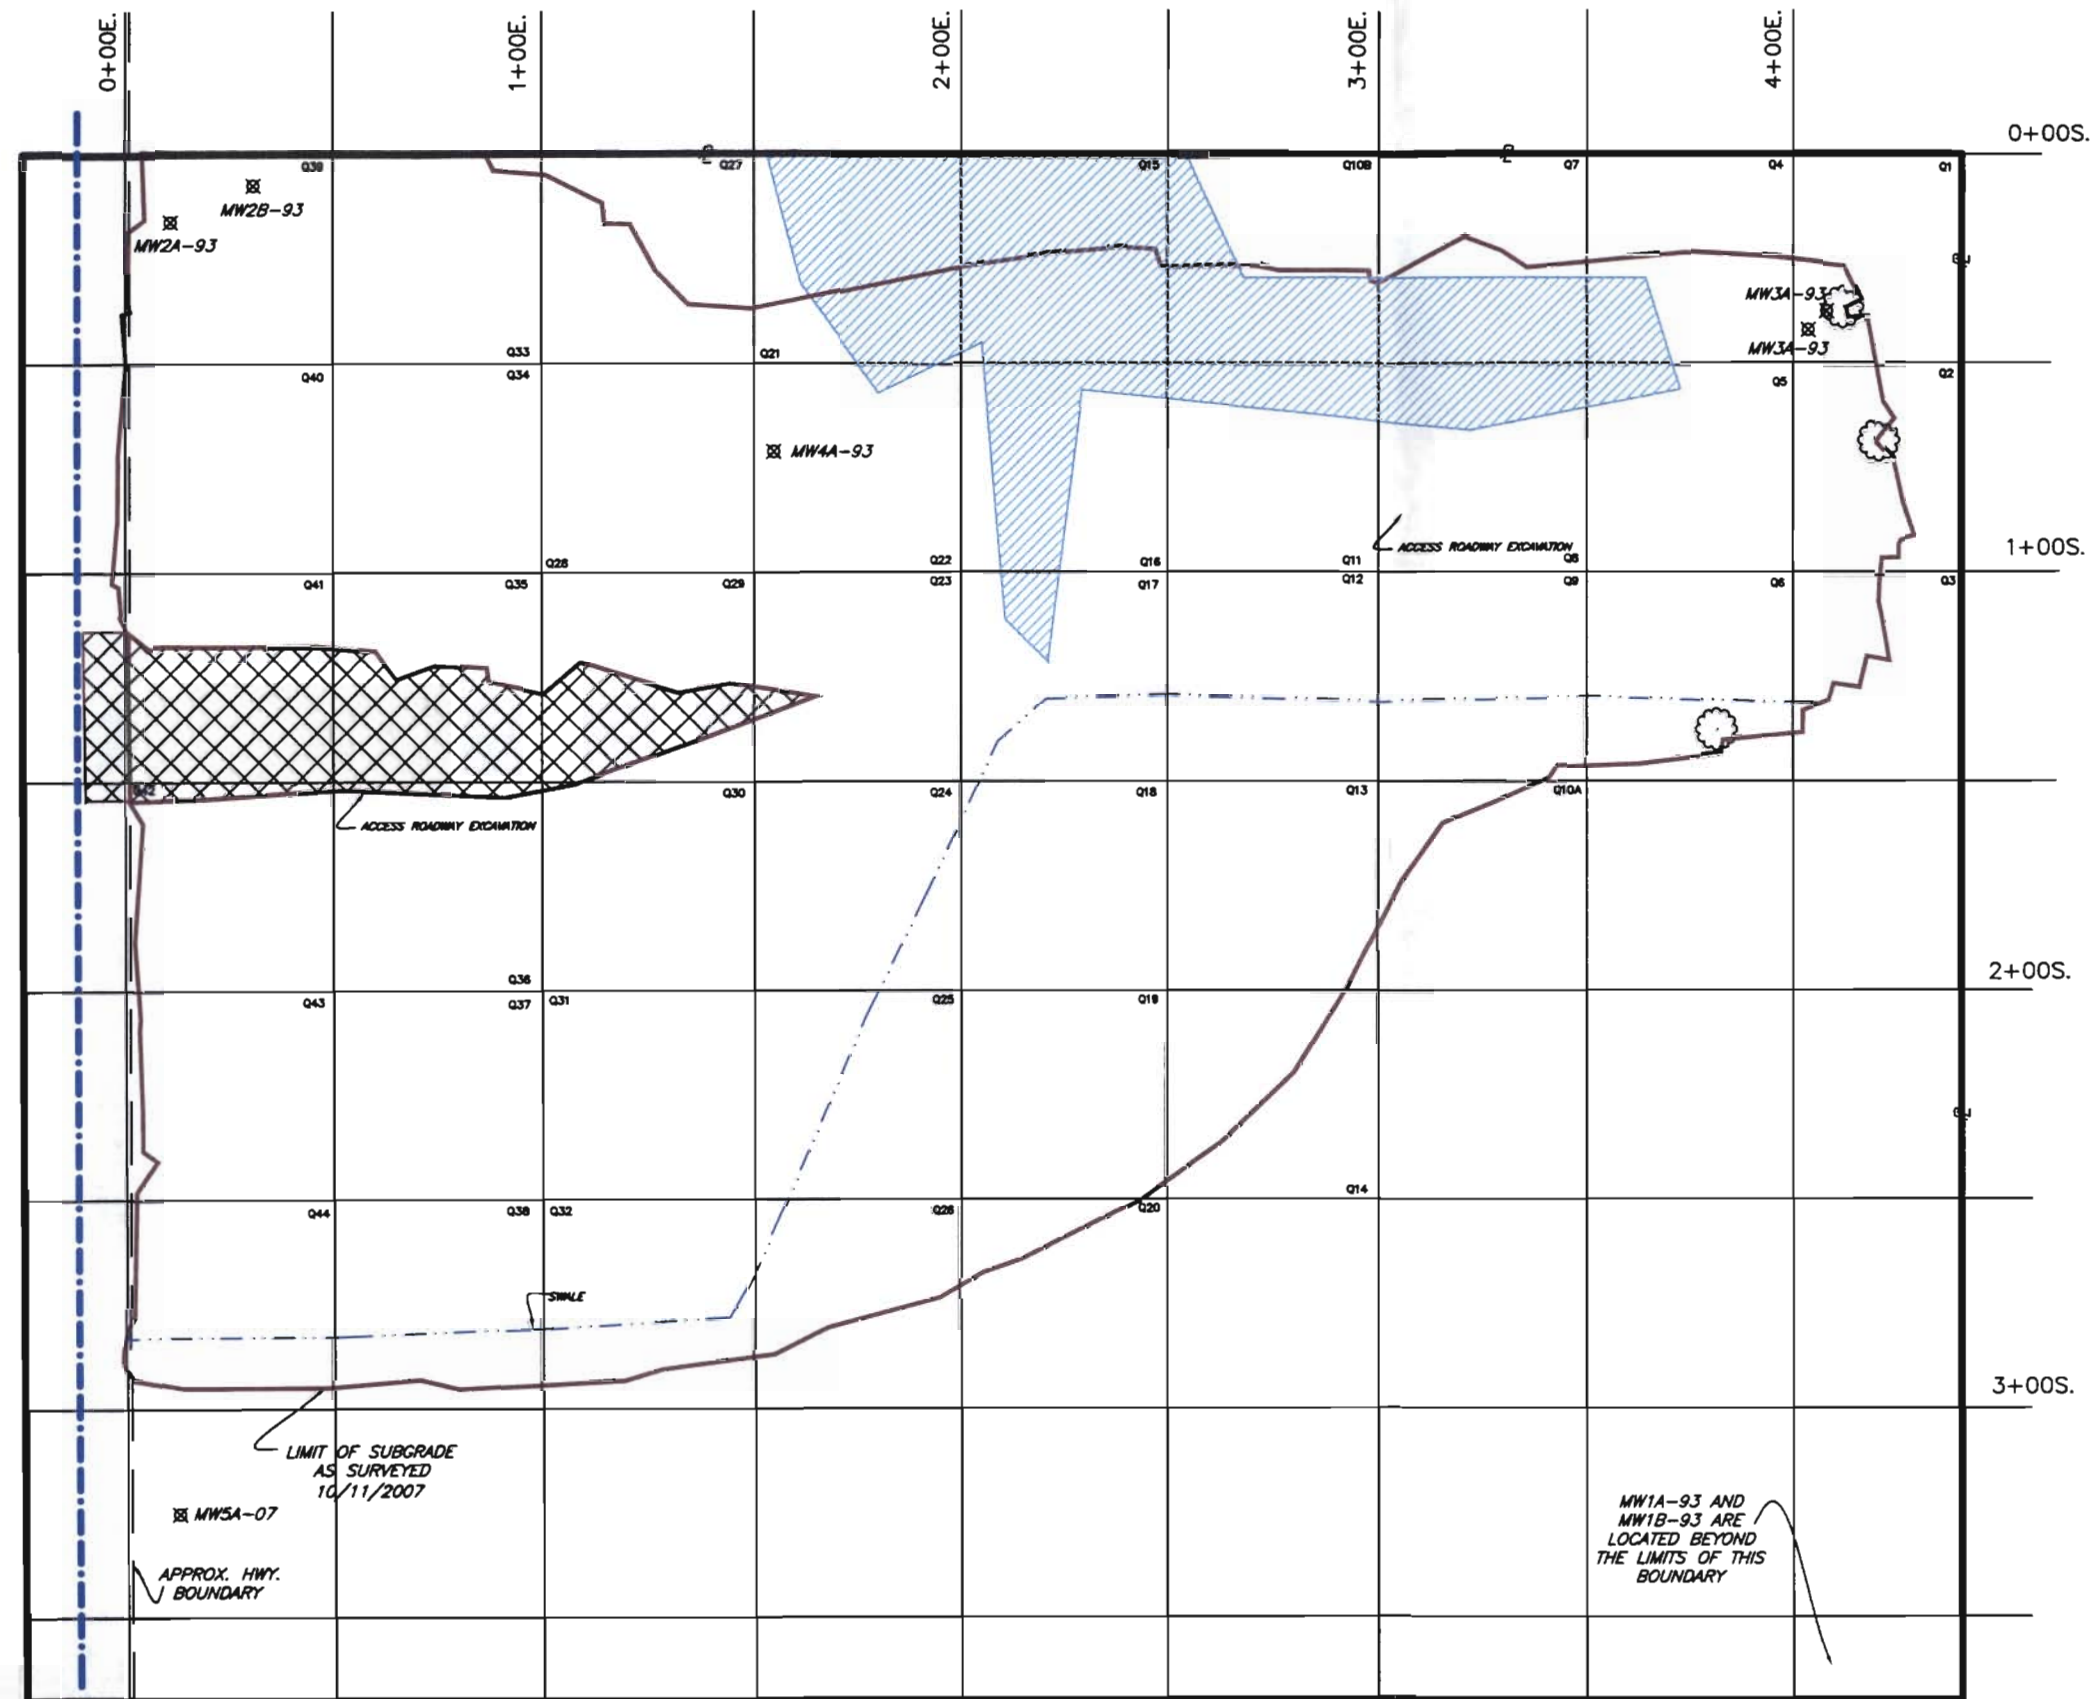 0+00E.
1+00E.
2+00E.
3+00E.
4+00E.
0+00S.
Q39
Q27
Q15
Q10B
Q7
Q4
Q1
MW2B-93
MW2A-93
MW3A-93
MW3A-93
Q33
Q21
Q40
Q34
Q5
Q2
MW4A-93
ACCESS ROADWAY EXCAVATION
1+00S.
Q28
Q22
Q16
Q11
Q8
Q41
Q35
Q29
Q23
Q17
Q12
Q9
Q6
Q3
Q42
Q30
Q24
Q18
Q13
Q10A
ACCESS ROADWAY EXCAVATION
2+00S.
Q36
Q43
Q37
Q31
Q25
Q19
Q14
Q44
Q38
Q32
Q26
Q20
SWALE
3+00S.
LIMIT OF SUBGRADE
AS SURVEYED
10/11/2007
MW5A-07
APPROX. HWY.
BOUNDARY
MW1A-93 AND
MW1B-93 ARE
LOCATED BEYOND
THE LIMITS OF THIS
BOUNDARY